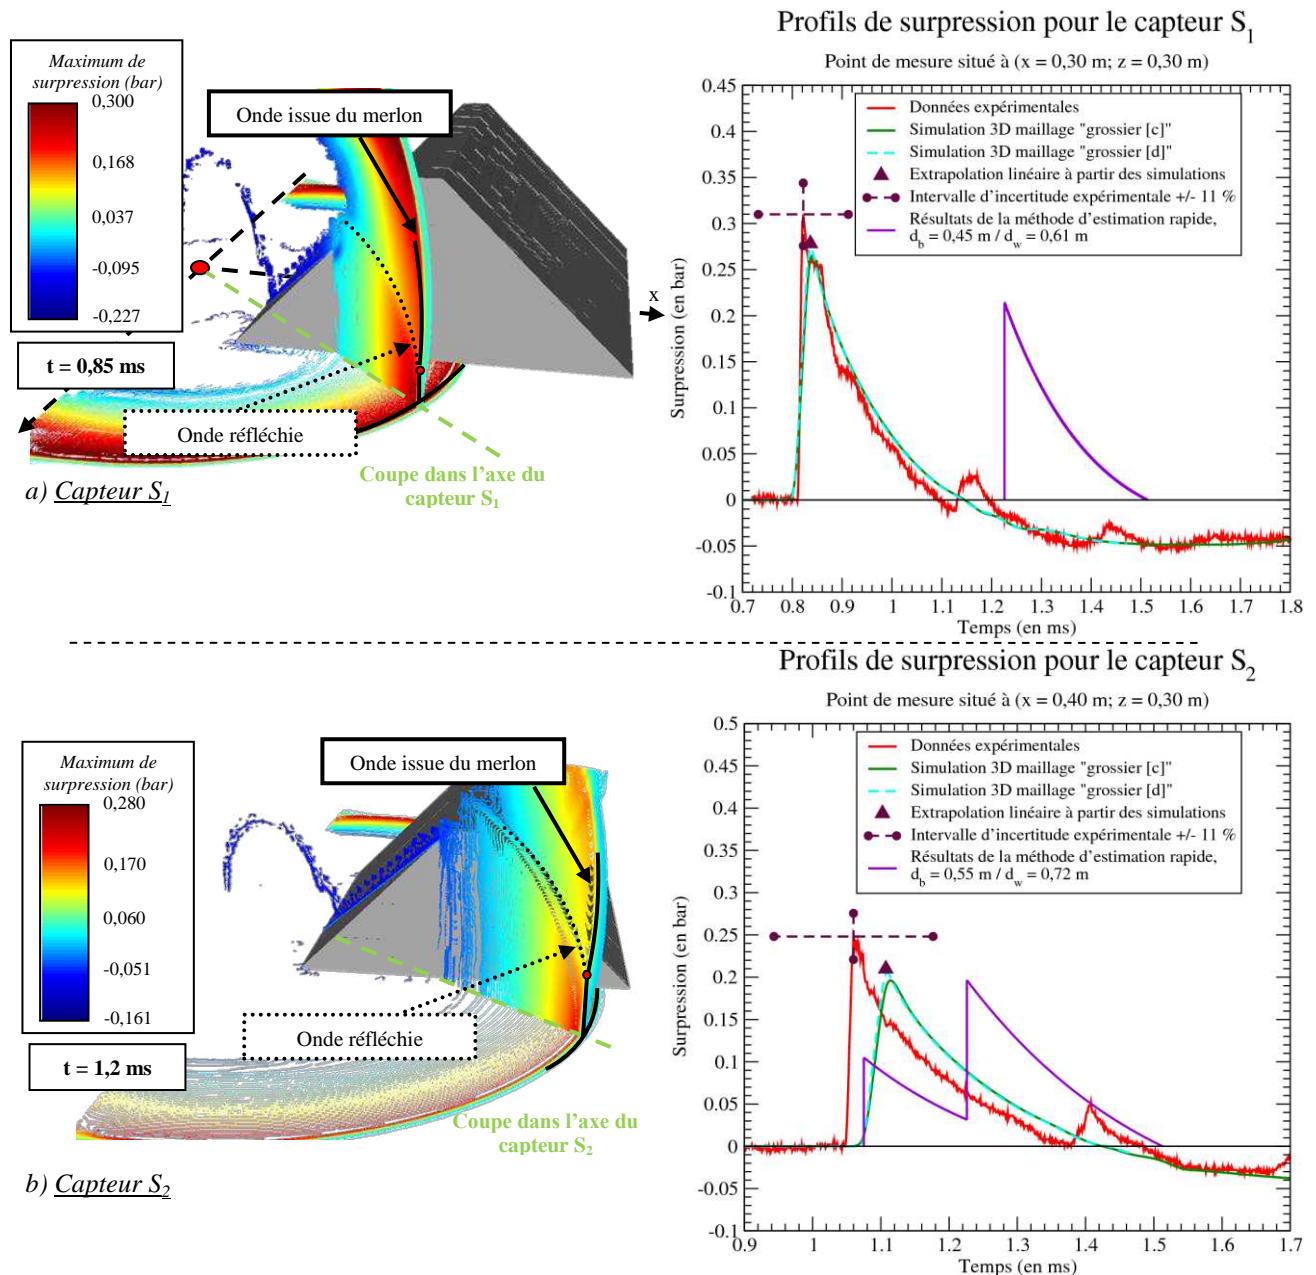 Maximum de
surpression (bar)
0,300
0,168
0,037
-0,095
-0,227
t = 0,85 ms
Onde issue du merlon
x
Onde réfléchie
Coupe dans l'axe du
capteur S1
a) Capteur S1
Profils de surpression pour le capteur S1
Point de mesure situé à (x = 0,30 m; z = 0,30 m)
Données expérimentales
Simulation 3D maillage "grossier [c]"
Simulation 3D maillage "grossier [d]"
Extrapolation linéaire à partir des simulations
Intervalle d'incertitude expérimentale +/- 11 %
Résultats de la méthode d'estimation rapide,
db = 0,45 m / dw = 0,61 m
Surpression (en bar)
0.45
0.4
0.35
0.3
0.25
0.2
0.15
0.1
0.05
0
-0.05
-0.1
0.7 0.8 0.9 1 1.1 1.2 1.3 1.4 1.5 1.6 1.7 1.8
Temps (en ms)
Maximum de
surpression (bar)
0,280
0,170
0,060
-0,051
-0,161
t = 1,2 ms
Onde issue du merlon
Onde réfléchie
Coupe dans l'axe du
capteur S2
b) Capteur S2
Profils de surpression pour le capteur S2
Point de mesure situé à (x = 0,40 m; z = 0,30 m)
Données expérimentales
Simulation 3D maillage "grossier [c]"
Simulation 3D maillage "grossier [d]"
Extrapolation linéaire à partir des simulations
Intervalle d'incertitude expérimentale +/- 11 %
Résultats de la méthode d'estimation rapide,
db = 0,55 m / dw = 0,72 m
Surpression (en bar)
0.5
0.45
0.4
0.35
0.3
0.25
0.2
0.15
0.1
0.05
0
-0.05
-0.1
0.9 1 1.1 1.2 1.3 1.4 1.5 1.6 1.7
Temps (en ms)